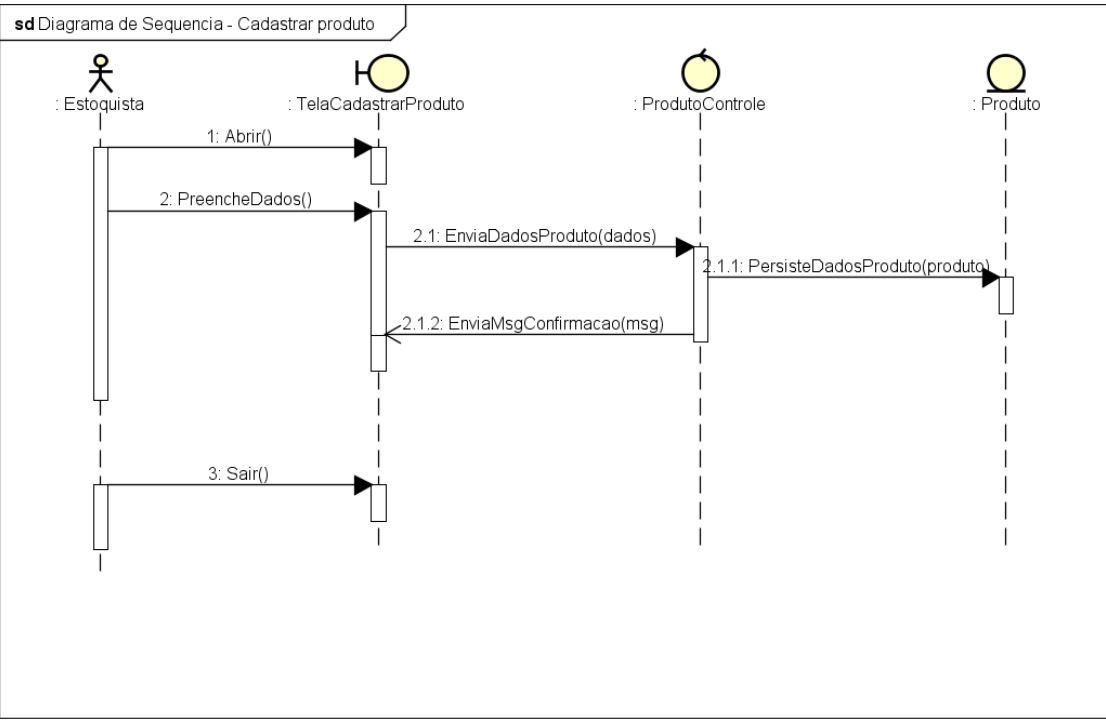 sd Diagrama de Sequencia - Cadastrar produto
: Estoquista
: TelaCadastrarProduto
: ProdutoControle
: Produto
1: Abrir()
2: PreencheDados()
2.1: EnviaDadosProduto(dados)
2.1.1: PersisteDadosProduto(produto)
2.1.2: EnviaMsgConfirmacao(msg)
3: Sair()